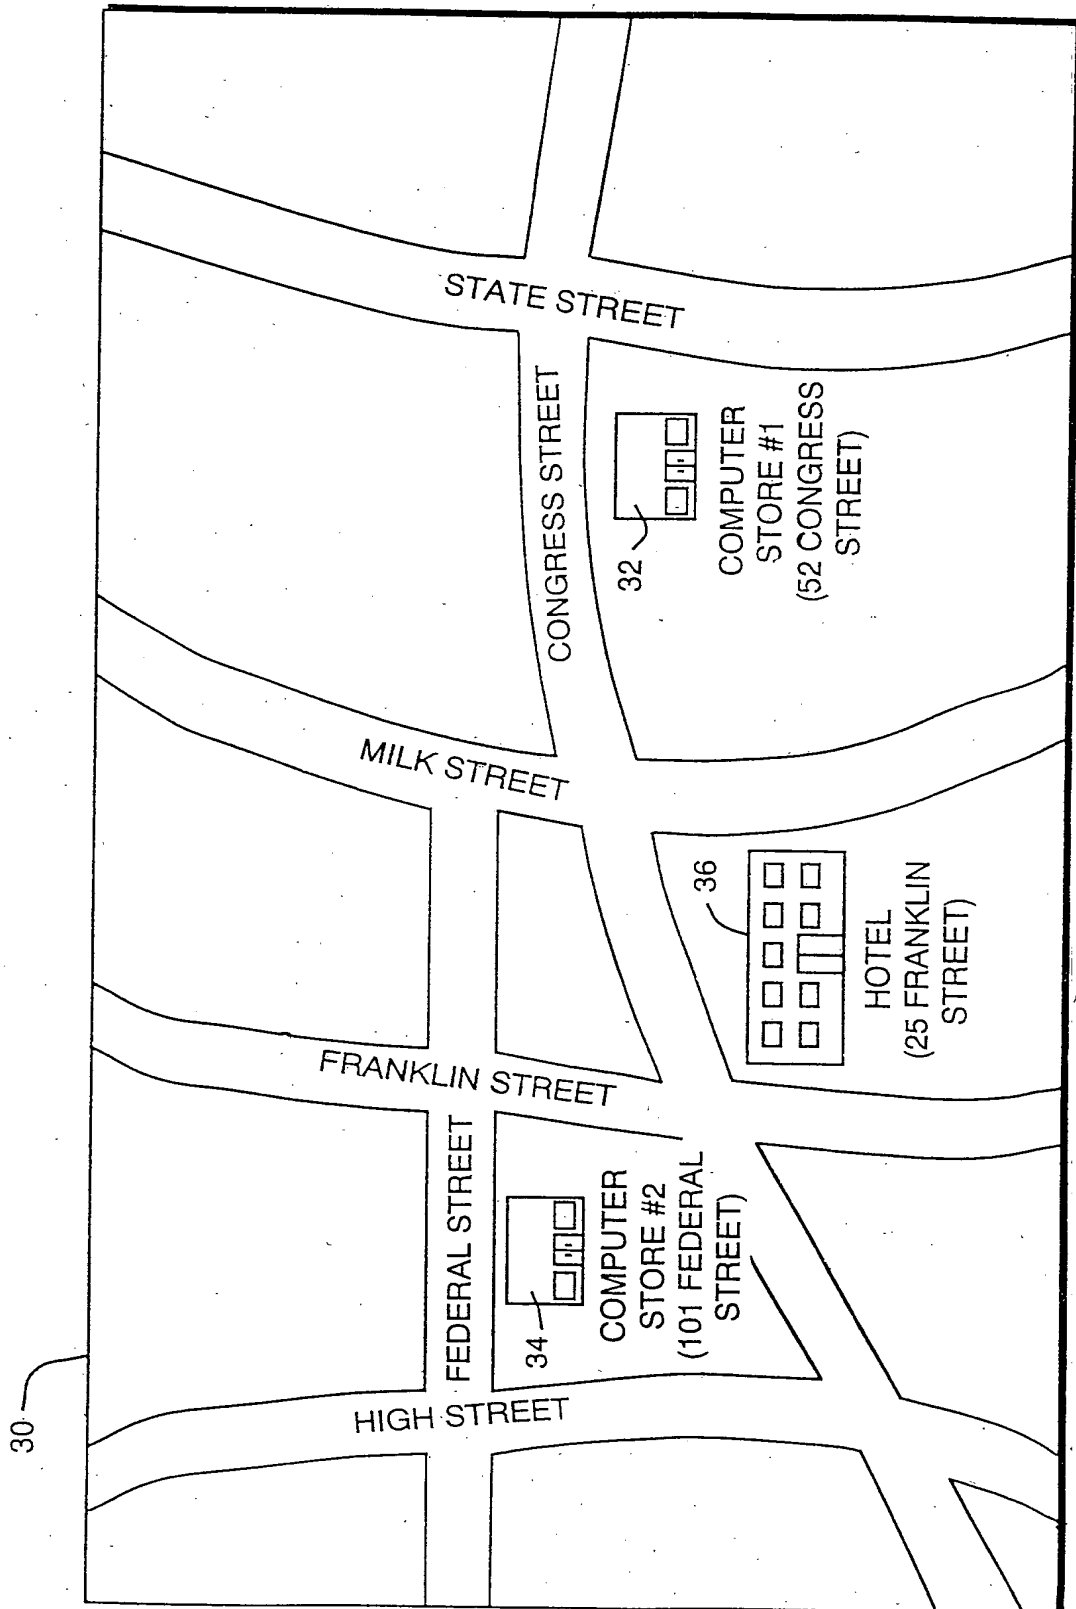 30
STATE STREET
CONGRESS STREET
32
COMPUTER
STORE #1
(52 CONGRESS
STREET)
MILK STREET
36
HOTEL
(25 FRANKLIN
STREET)
FRANKLIN STREET
FEDERAL STREET
34
COMPUTER
STORE #2
(101 FEDERAL
STREET)
HIGH STREET